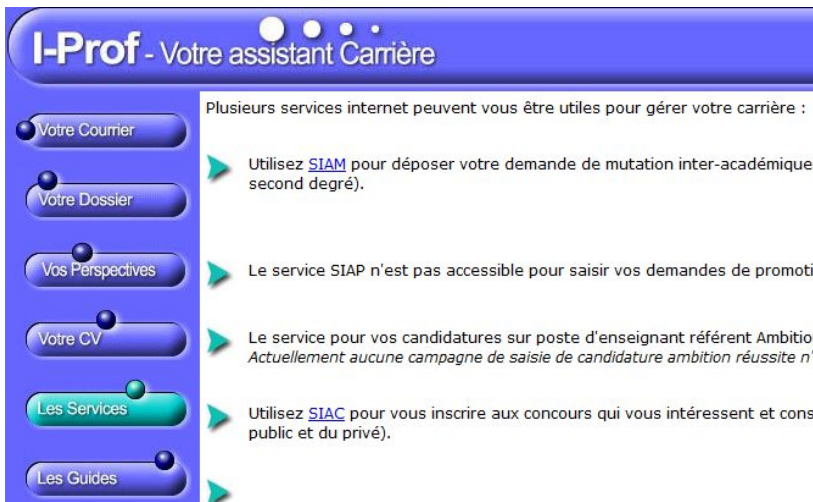 I-Prof - Votre assistant Carrière
Votre Courrier
Votre Dossier
Vos Perspectives
Votre CV
Les Services
Les Guides
Plusieurs services internet peuvent vous être utiles pour gérer votre carrière :
Utilisez SIAM pour déposer votre demande de mutation inter-académique
second degré).
Le service SIAP n'est pas accessible pour saisir vos demandes de promoti
Le service pour vos candidatures sur poste d'enseignant référent Ambitio
Actuellement aucune campagne de saisie de candidature ambition réussite n'
Utilisez SIAC pour vous inscrire aux concours qui vous intéressent et cons
public et du privé).